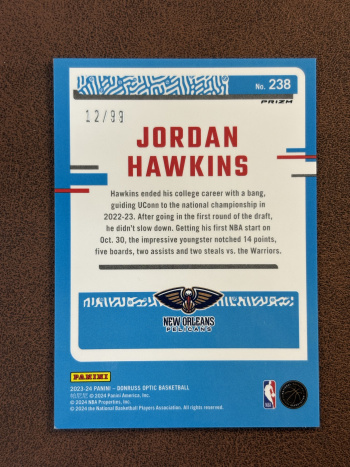 No. 238
PRIZM
12/99
JORDAN
HAWKINS
Hawkins ended his college career with a bang,
guiding UConn to the national championship in
2022-23. After going in the first round of the draft,
he didn't slow down. Getting his first NBA start on
Oct. 30, the impressive youngster notched 14 points,
five boards, two assists and two steals vs. the Warriors.
NEW ORLEANS
PELICANS
PANINI
2023-24 PANINI - DONRUSS OPTIC BASKETBALL
© 2024 Panini America, Inc.
© 2024 NBA Properties, Inc.
© 2024 the National Basketball Players Association. All rights reserved.